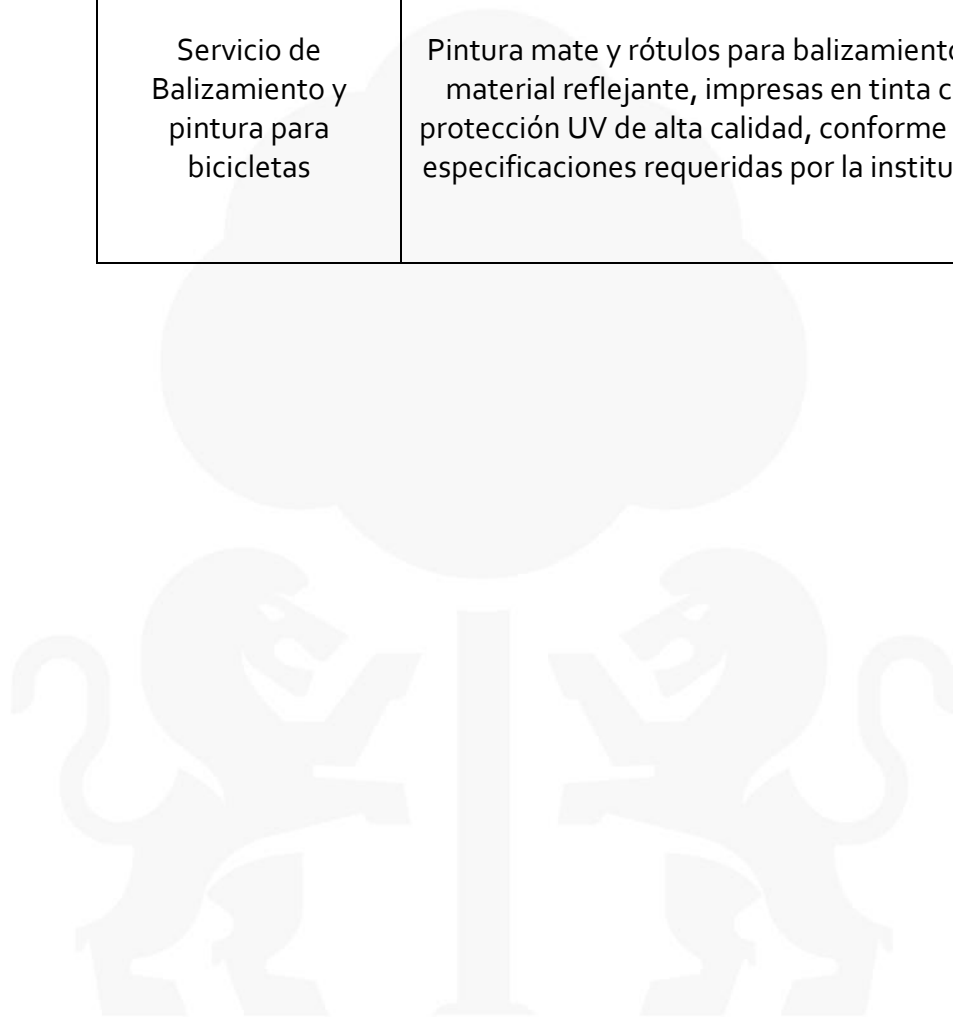 Servicio de
Balizamiento y
pintura para
bicicletas
Pintura mate y rótulos para balizamiento
material reflejante, impresas en tinta
protección UV de alta calidad, conforme
especificaciones requeridas por la